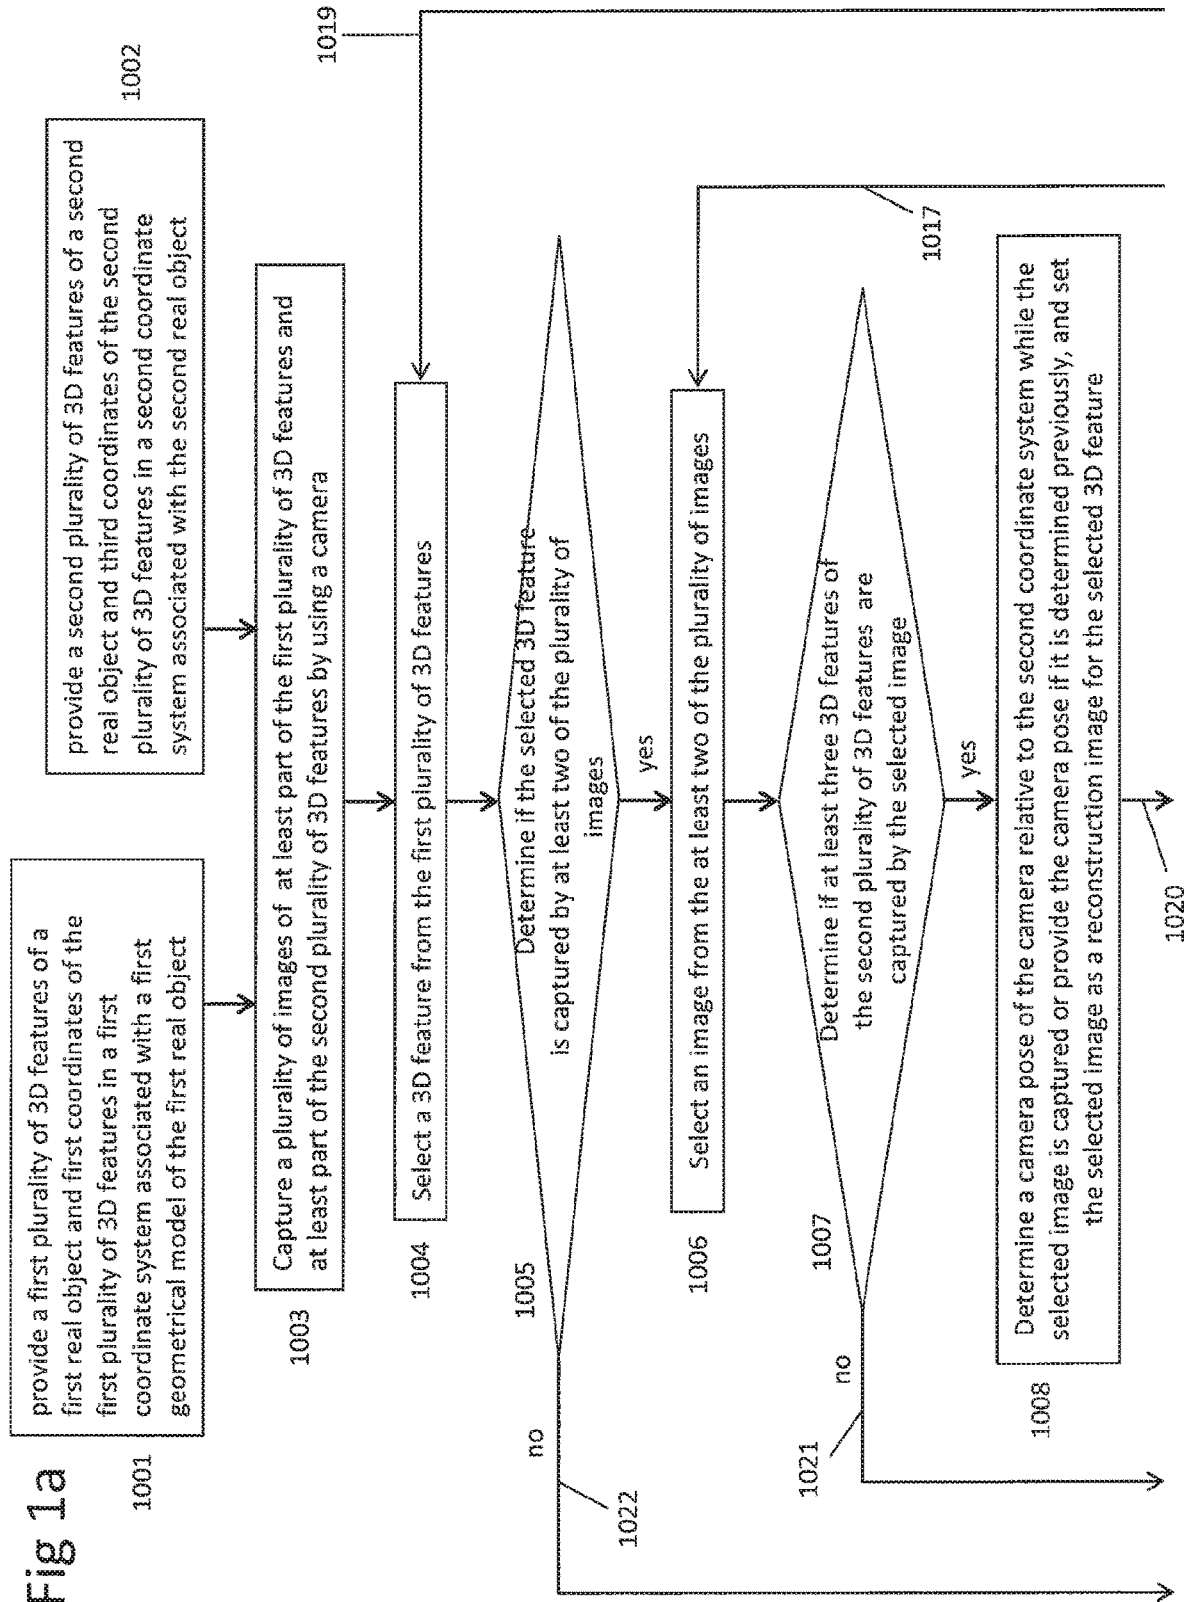 Fig 1a
1001
provide a first plurality of 3D features of a
first real object and first coordinates of the
first plurality of 3D features in a first
coordinate system associated with a first
geometrical model of the first real object
1002
provide a second plurality of 3D features of a second
real object and third coordinates of the second
plurality of 3D features in a second coordinate
system associated with the second real object
1003
Capture a plurality of images of at least part of the first plurality of 3D features and
at least part of the second plurality of 3D features by using a camera
1019
1004
Select a 3D feature from the first plurality of 3D features
1005
Determine if the selected 3D feature
is captured by at least two of the plurality of
images
no
1022
yes
1006
Select an image from the at least two of the plurality of images
1017
1007
Determine if at least three 3D features of
the second plurality of 3D features are
captured by the selected image
no
1021
yes
1008
Determine a camera pose of the camera relative to the second coordinate system while the
selected image is captured or provide the camera pose if it is determined previously, and set
the selected image as a reconstruction image for the selected 3D feature
1020